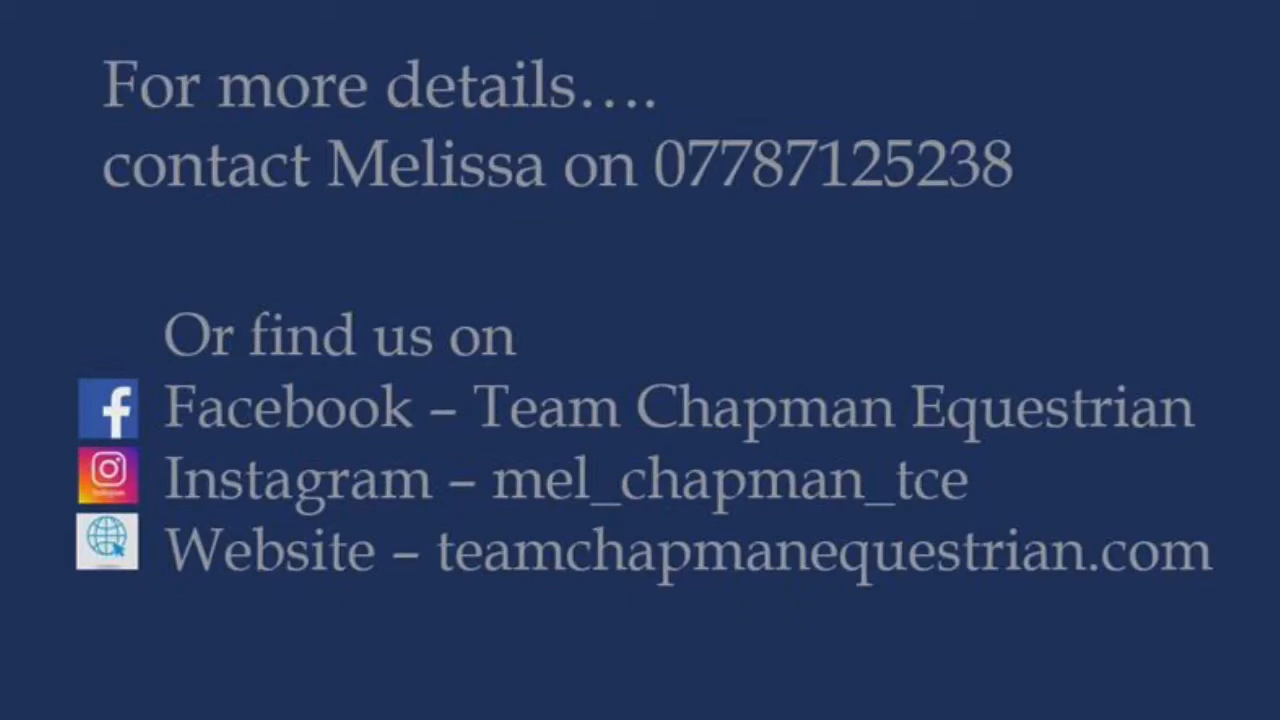 For more details….
contact Melissa on 07787125238
Or find us on
Facebook – Team Chapman Equestrian
Instagram – mel_chapman_tce
Website – teamchapmanequestrian.com